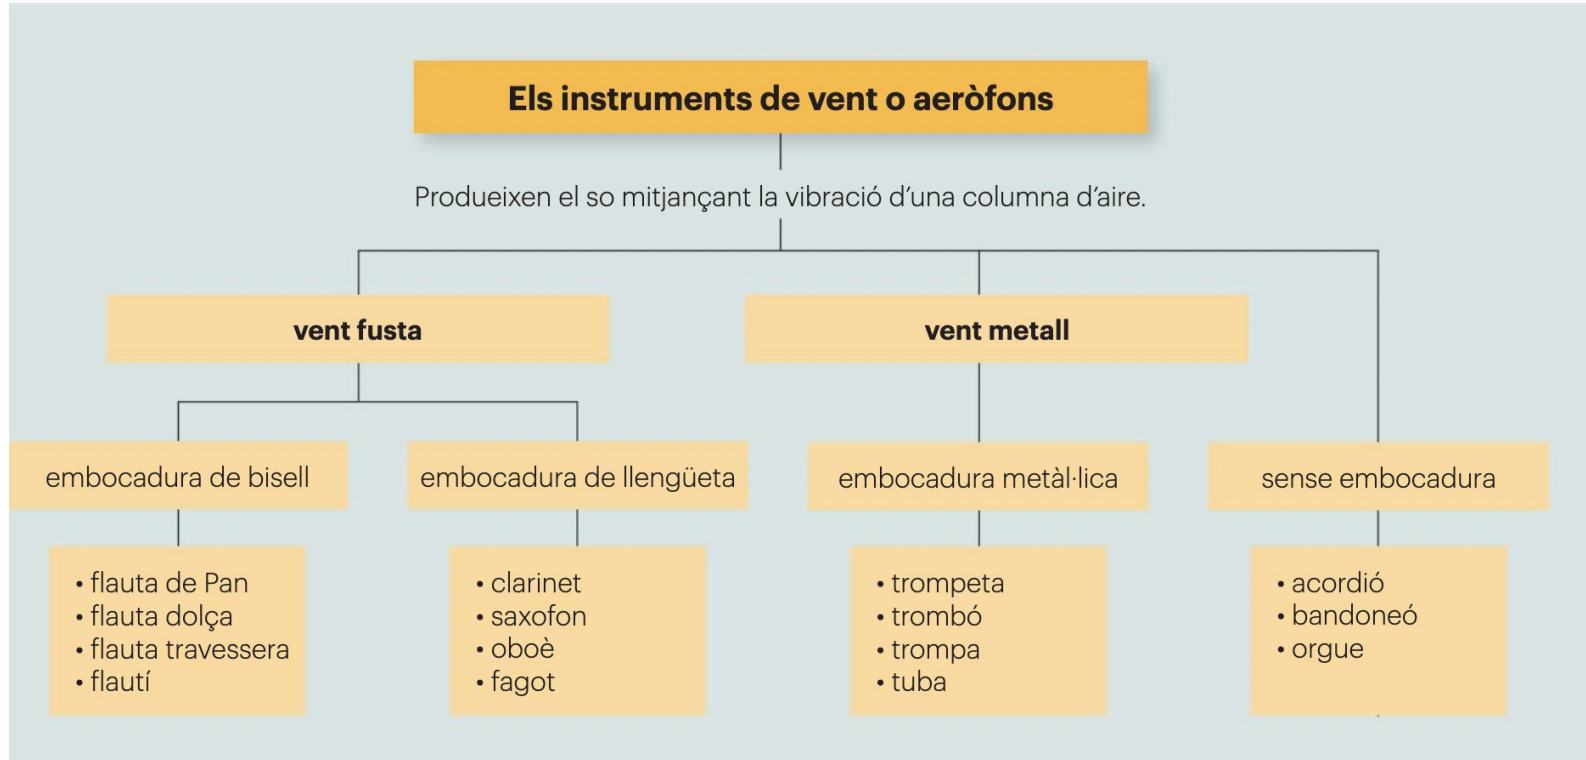 Els instruments de vent o aeròfons
Produeixen el so mitjançant la vibració d’una columna d’aire.
vent fusta
vent metall
embocadura de bisell
embocadura de llengüeta
embocadura metàl·lica
sense embocadura
• flauta de Pan
• flauta dolça
• flauta travessera
• flautí
• clarinet
• saxofon
• oboè
• fagot
• trompeta
• trombó
• trompa
• tuba
• acordió
• bandoneó
• orgue